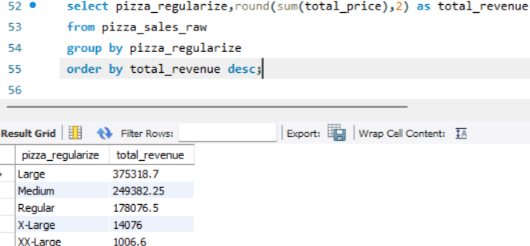 52 select pizza_regularize,round(sum(total_price),2) as total_revenue
53 from pizza_sales_raw
54 group by pizza_regularize
55 order by total_revenue desc;
56
Result Grid Filter Rows: Export: Wrap Cell Content: IA
pizza_regularize total_revenue
Large 375318.7
Medium 249382.25
Regular 178076.5
X-Large 14076
XX-Large 1006.6